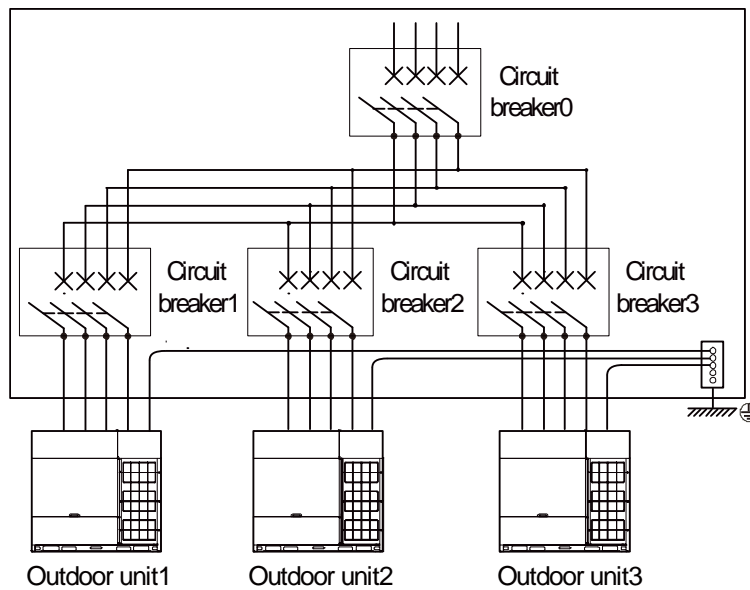 Circuit
breaker0
Circuit
breaker1
Circuit
breaker2
Circuit
breaker3
Outdoor unit1
Outdoor unit2
Outdoor unit3